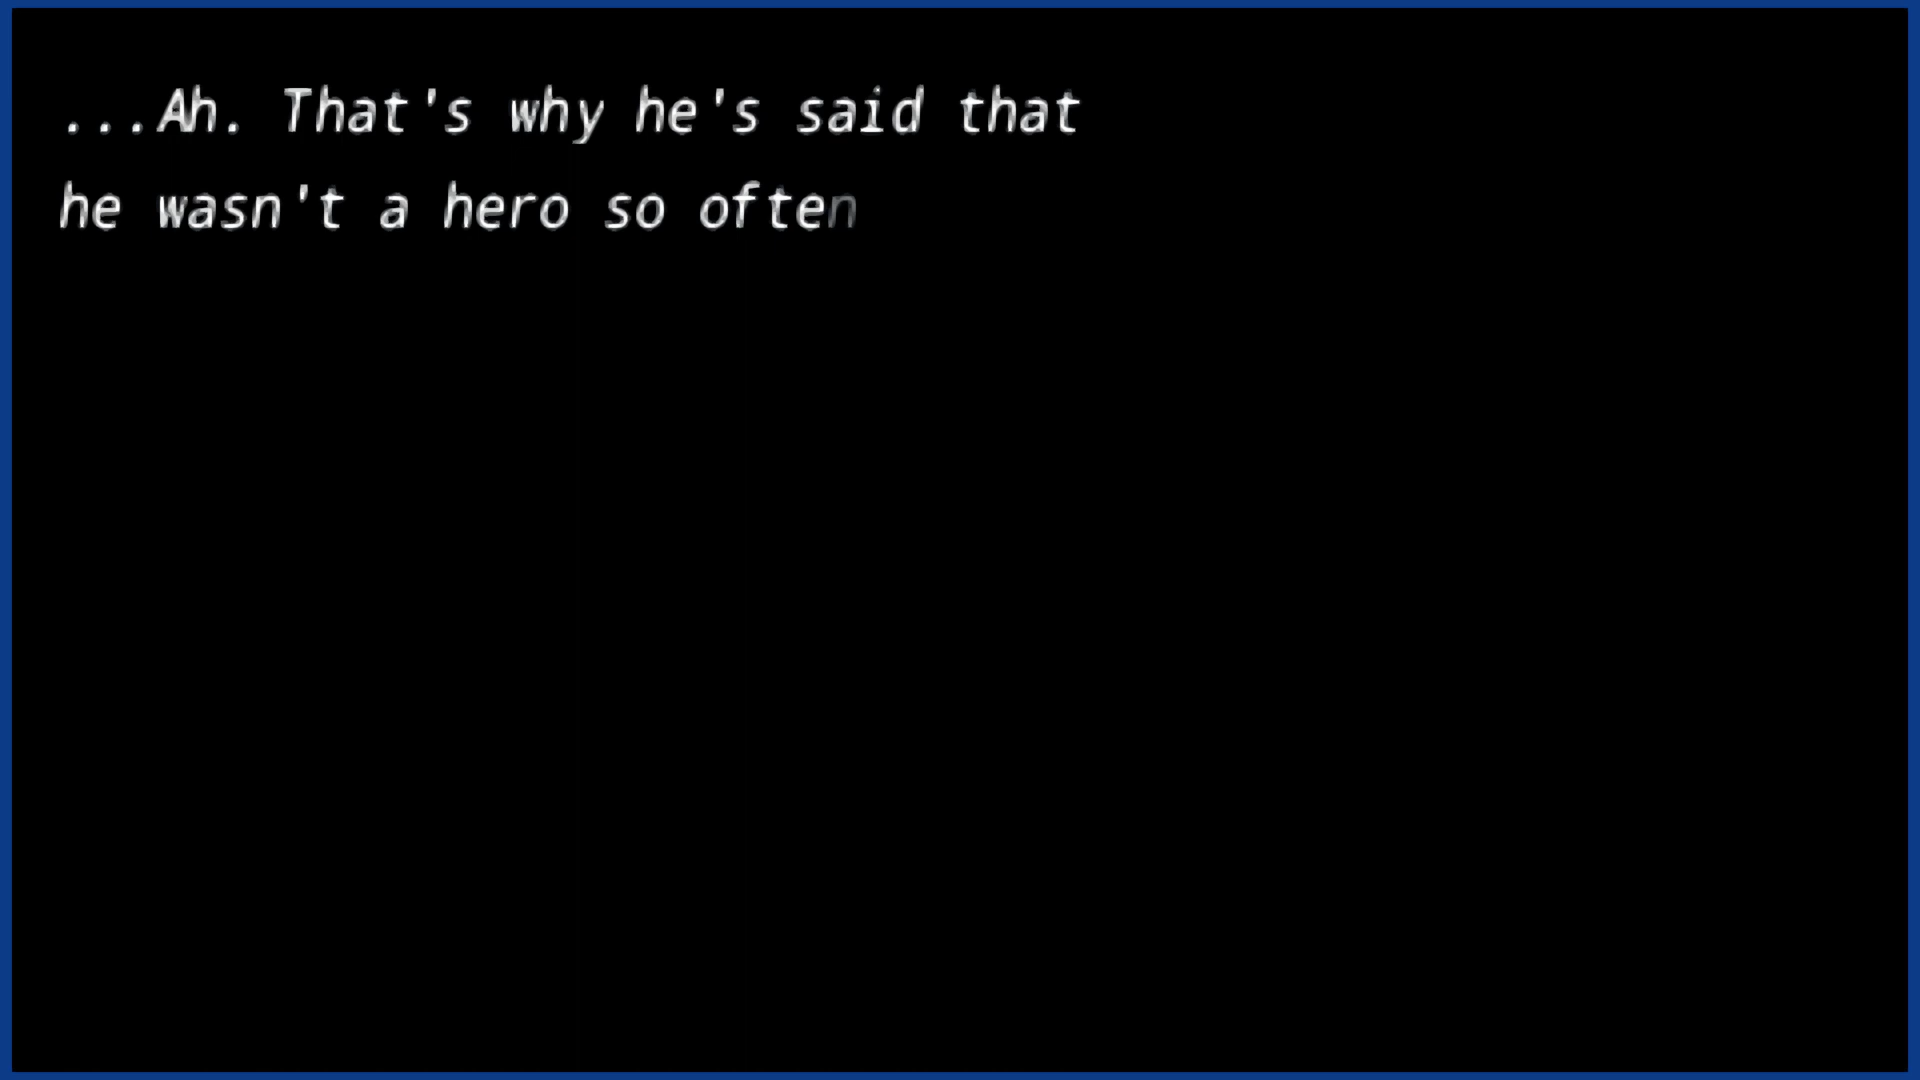 ...Ah. That's why he's said that
he wasn't a hero so often